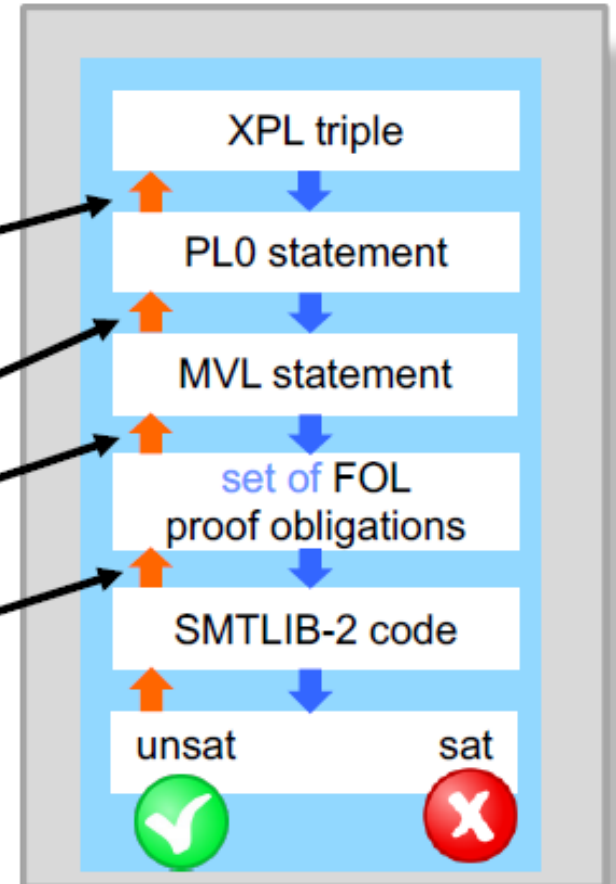 XPL triple
PL0 statement
MVL statement
set of FOL
proof obligations
SMTLIB-2 code
unsat sat